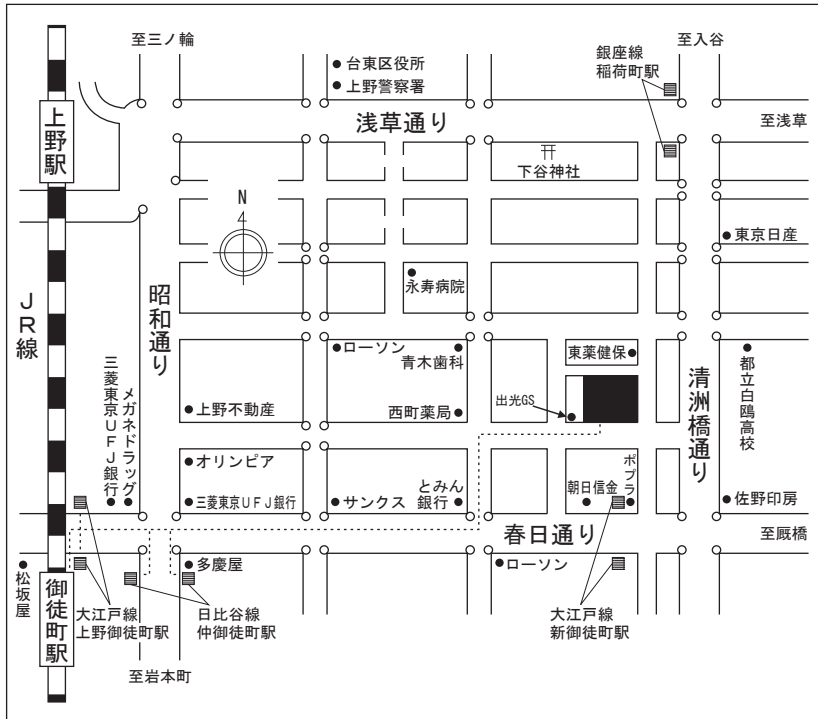 至三ノ輪
台東区役所
上野警察署
銀座線
稲荷町駅
至入谷
浅草通り
至浅草
上野駅
下谷神社
N
東京日産
永寿病院
JR線
昭和通り
ローソン
青木歯科
東薬健保
清洲橋通り
都立白鴎高校
三菱東京UFJ銀行
メガネドラッグ
上野不動産
西町薬局
出光GS
オリンピア
三菱東京UFJ銀行
サンクス
とみん
銀行
朝日信金
ポプラ
佐野印房
春日通り
至厩橋
松坂屋
御徒町駅
多慶屋
ローソン
大江戸線
上野御徒町駅
日比谷線
仲御徒町駅
大江戸線
新御徒町駅
至岩本町